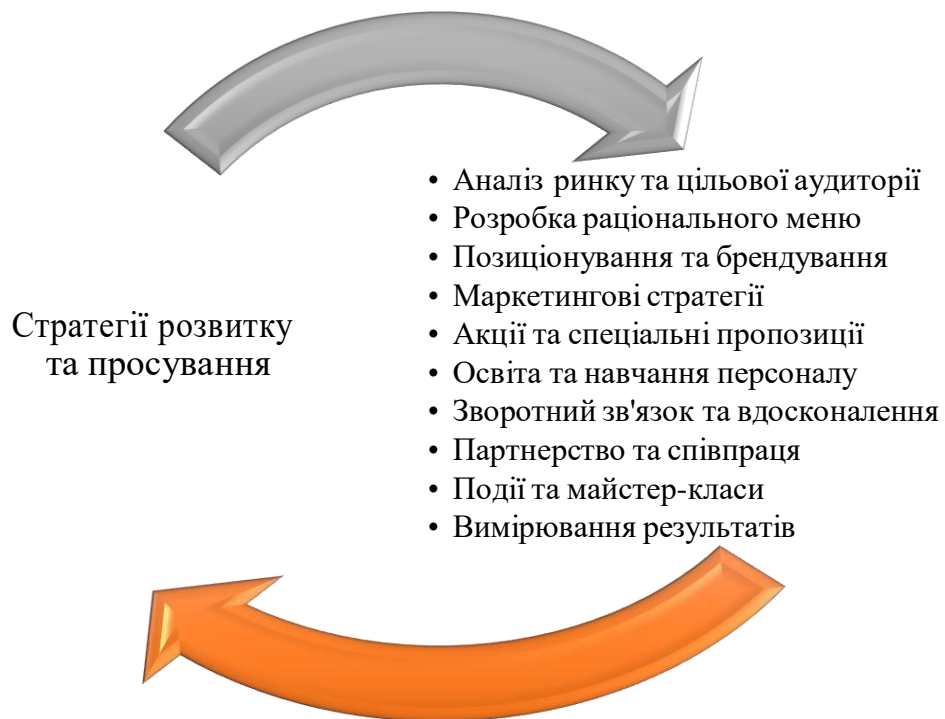 Стратегії розвитку
та просування
• Аналіз ринку та цільової аудиторії
• Розробка раціонального меню
• Позиціонування та брендування
• Маркетингові стратегії
• Акції та спеціальні пропозиції
• Освіта та навчання персоналу
• Зворотний зв'язок та вдосконалення
• Партнерство та співпраця
• Події та майстер-класи
• Вимірювання результатів